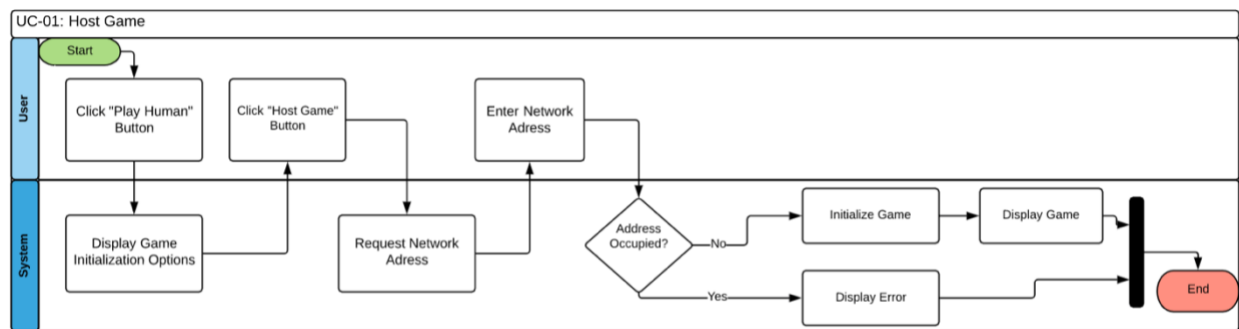 UC-01: Host Game
User
Start
Click "Play Human"
Button
Click "Host Game"
Button
Enter Network
Adress
System
Display Game
Initialization Options
Request Network
Adress
Address
Occupied?
No
Initialize Game
Display Game
Yes
Display Error
End